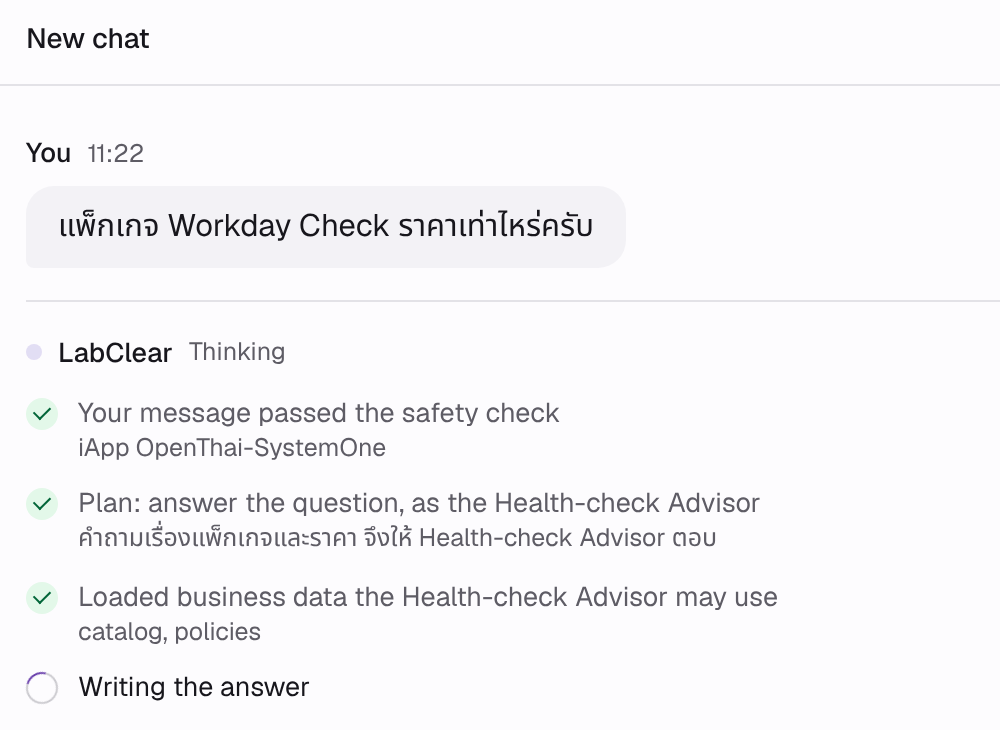 New chat
You 11:22
แพ็กเกจ Workday Check ราคาเท่าไหร่ครับ
LabClear Thinking
Your message passed the safety check
iApp OpenThai-SystemOne
Plan: answer the question, as the Health-check Advisor
คำถามเรื่องแพ็กเกจและราคา จึงให้ Health-check Advisor ตอบ
Loaded business data the Health-check Advisor may use
catalog, policies
Writing the answer